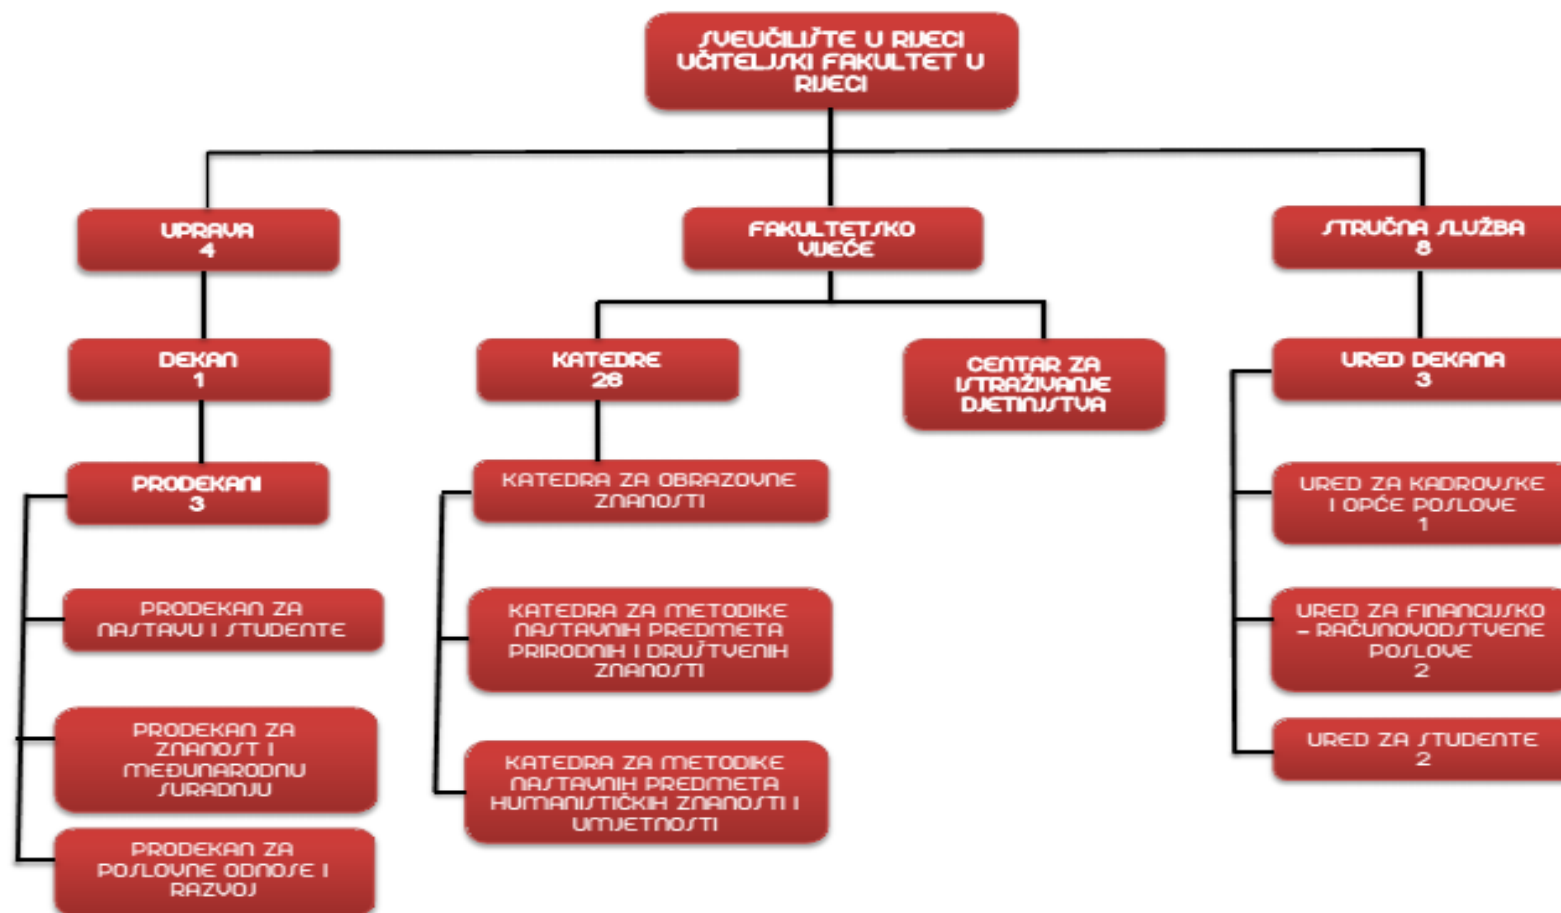 SVEUČILIŠTE U RIJECI
UČITELJSKI FAKULTET U
RIJECI
UPRAVA
4
FAKULTETSKO
VIJEĆE
STRUČNA SLUŽBA
8
DEKAN
1
KATEDRE
28
CENTAR ZA
ISTRAŽIVANJE
DJETINJSTVA
URED DEKANA
3
PRODEKANI
3
KATEDRA ZA OBRAZOVNE
ZNANOSTI
URED ZA KADROVSKE
I OPĆE POSLOVE
1
PRODEKAN ZA
NASTAVU I STUDENTE
KATEDRA ZA METODIKE
NASTAVNIH PREDMETA
PRIRODNIH I DRUŠTVENIH
ZNANOSTI
URED ZA FINANCIJSKO
– RAČUNOVODSTVENE
POSLOVE
2
PRODEKAN ZA
ZNANOST I
MEĐUNARODNU
SURADNJU
KATEDRA ZA METODIKE
NASTAVNIH PREDMETA
HUMANISTIČKIH ZNANOSTI I
UMJETNOSTI
URED ZA STUDENTE
2
PRODEKAN ZA
POSLOVNE ODNOSE I
RAZVOJ